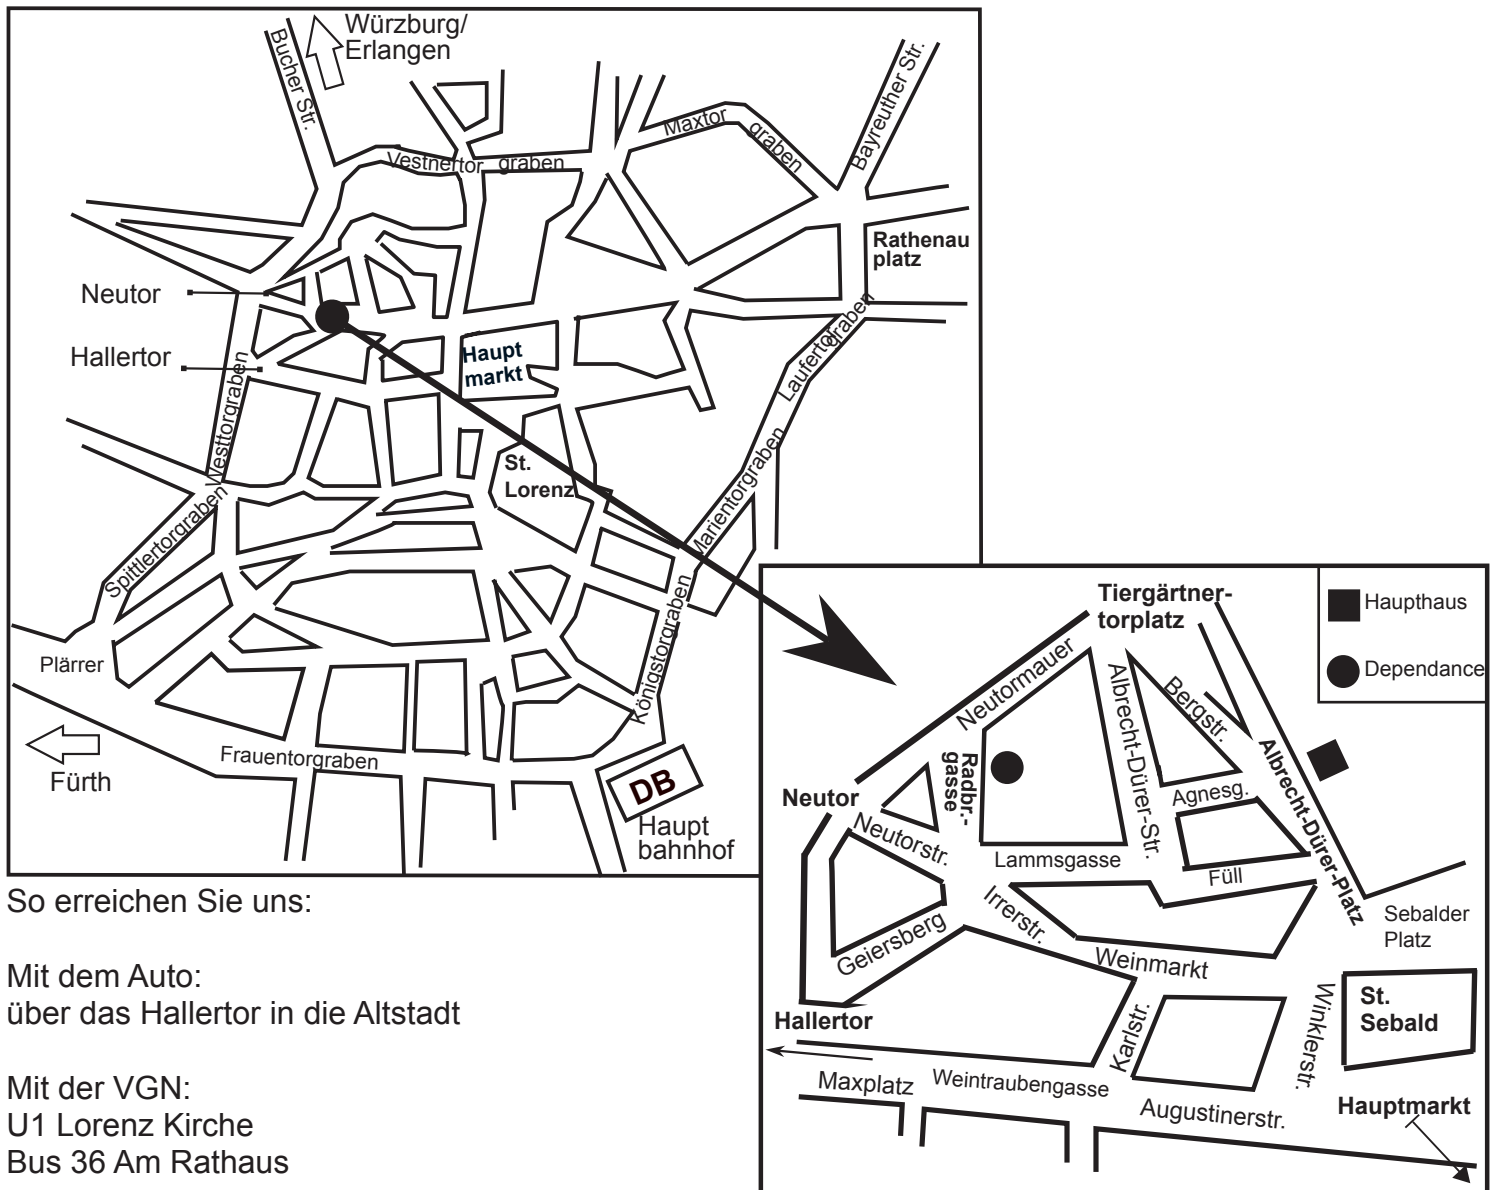 Würzburg/
Erlangen
Bucher Str.
Vestnertor graben
Maxtor graben
Bayreuther Str.
Rathenau
platz
Neutor
Hallertor
Haupt
markt
Laufertorgraben
Westtorgraben
St.
Lorenz
Marientorgraben
Spittlertorgraben
Königstorgraben
Plärrer
Frauentorgraben
Fürth
DB
Haupt
bahnhof
So erreichen Sie uns:
Mit dem Auto:
über das Hallertor in die Altstadt
Mit der VGN:
U1 Lorenz Kirche
Bus 36 Am Rathaus
Tiergärtner-
torplatz
Haupthaus
Dependance
Neutormauer
Albrecht-Dürer-Str.
Bergstr.
Albrecht-Dürer-Platz
Radbr.-
gasse
Neutor
Neutorstr.
Agnesg.
Lammsgasse
Füll
Irrerstr.
Geiersberg
Weinmarkt
Sebalder
Platz
St.
Sebald
Winklerstr.
Karlstr.
Hallertor
Maxplatz
Weintraubengasse
Augustinerstr.
Hauptmarkt